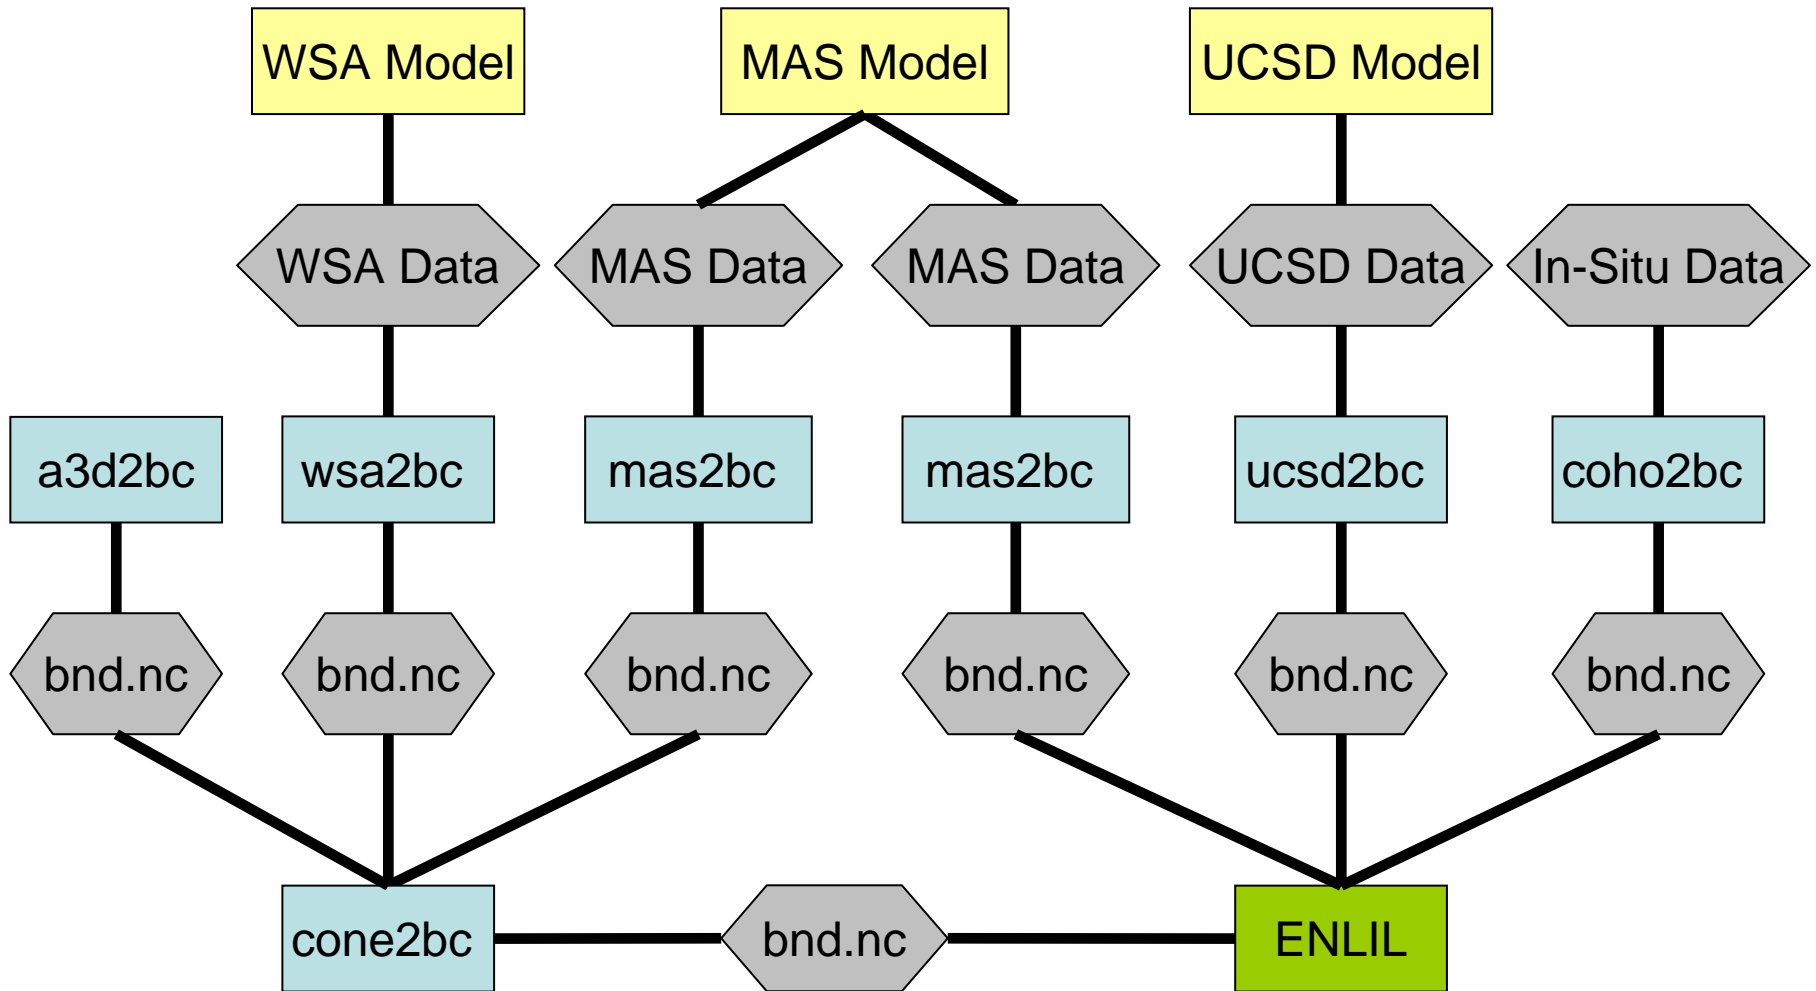 WSA Model
MAS Model
UCSD Model
WSA Data
MAS Data
MAS Data
UCSD Data
In-Situ Data
a3d2bc
wsa2bc
mas2bc
mas2bc
ucsd2bc
coho2bc
bnd.nc
bnd.nc
bnd.nc
bnd.nc
bnd.nc
bnd.nc
cone2bc
bnd.nc
ENLIL